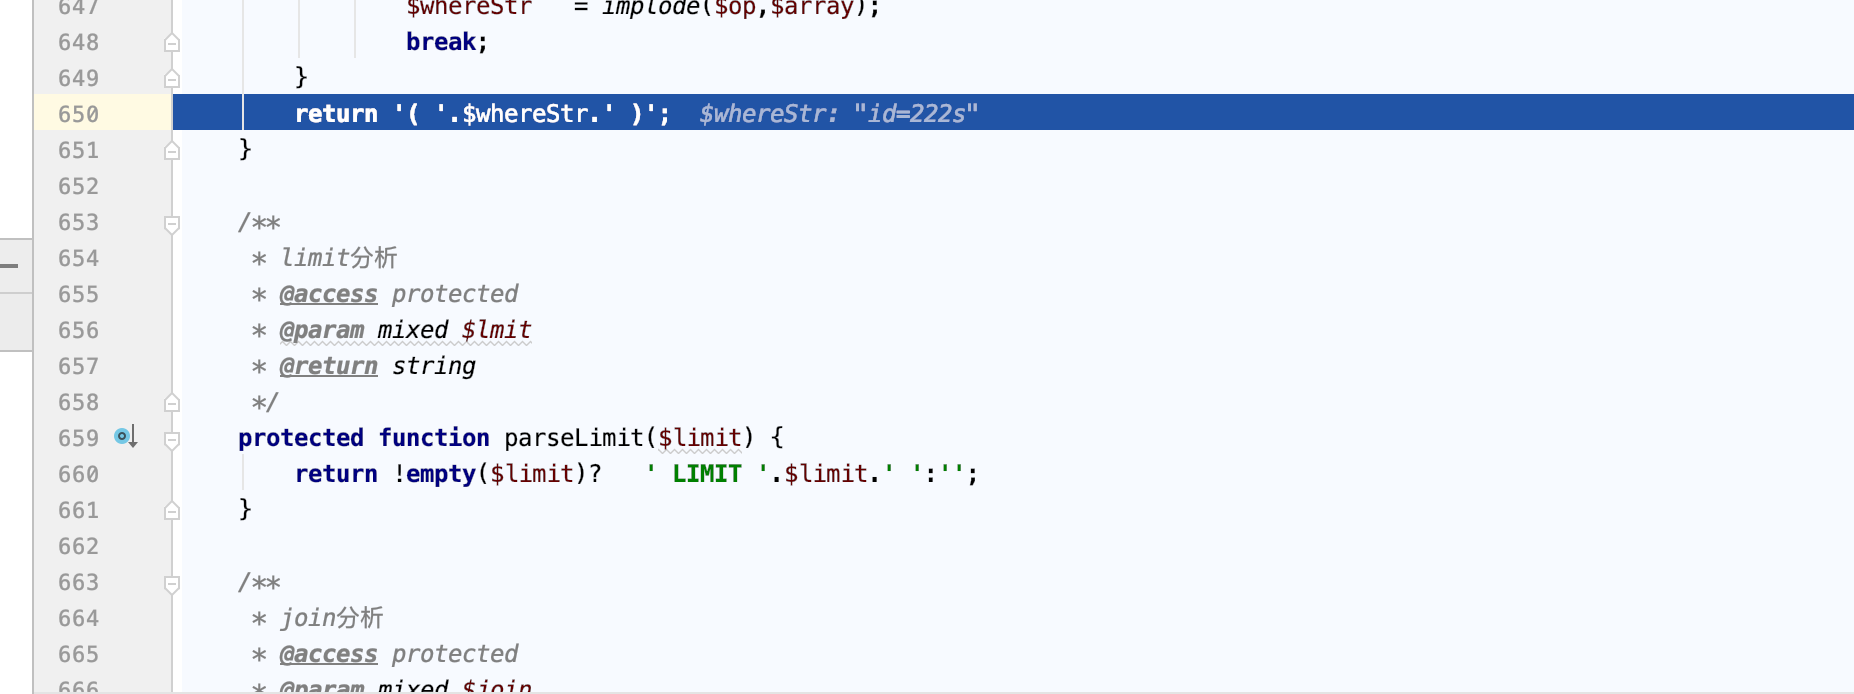 647 $whereStr = implode($op,$array);
648 break;
649 }
650 return '( '.$whereStr.' )'; $whereStr: "id=222s"
651 }
652
653 /**
654 * limit分析
655 * @access protected
656 * @param mixed $lmit
657 * @return string
658 */
659 protected function parseLimit($limit) {
660 return !empty($limit)? ' LIMIT '.$limit.' ':'';
661 }
662
663 /**
664 * join分析
665 * @access protected
666 * @param mixed $join